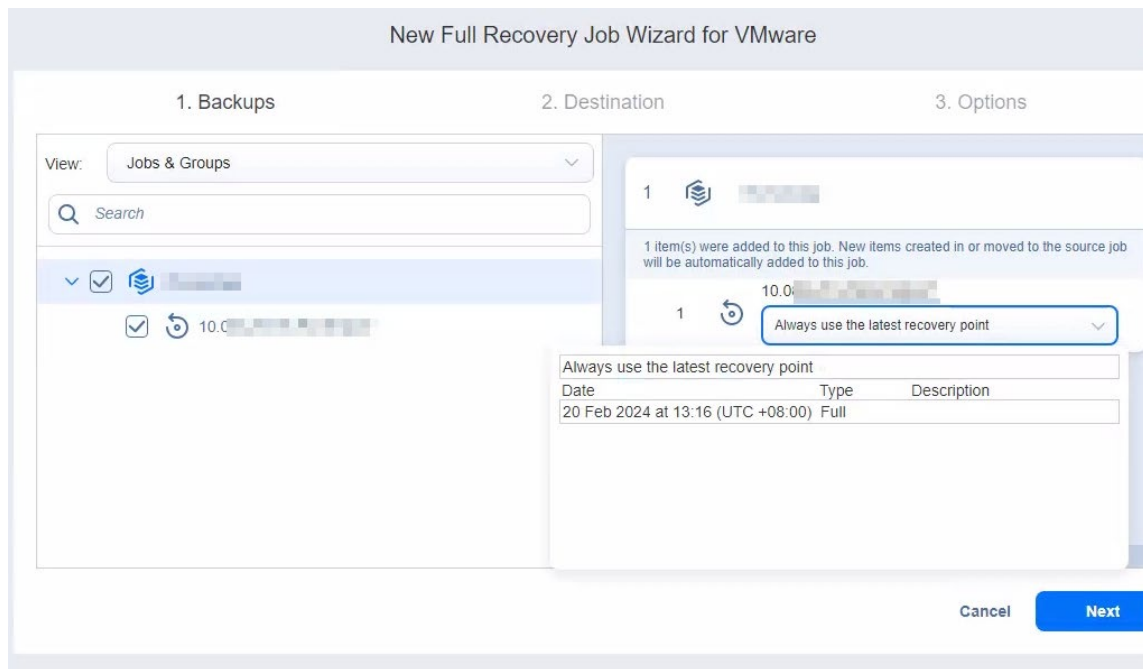 New Full Recovery Job Wizard for VMware
1. Backups
2. Destination
3. Options
View:
Jobs & Groups
Search
10.0
1
1 item(s) were added to this job. New items created in or moved to the source job
will be automatically added to this job.
10.0
1
Always use the latest recovery point
Always use the latest recovery point
Date Type Description
20 Feb 2024 at 13:16 (UTC +08:00) Full
Cancel
Next